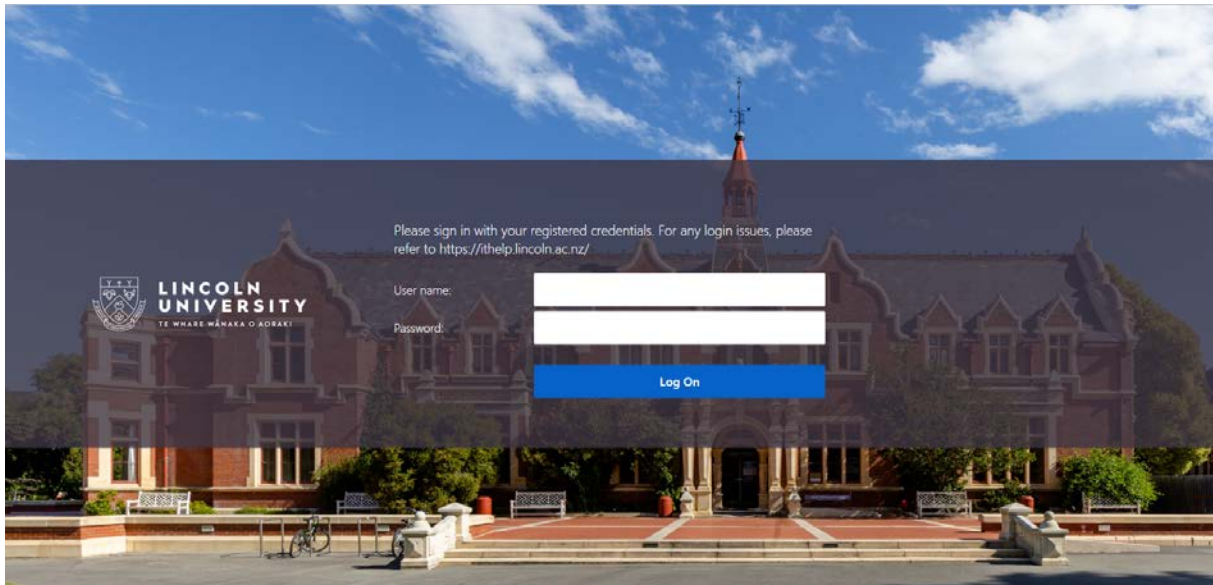 Please sign in with your registered credentials. For any login issues, please
refer to https://ithelp.lincoln.ac.nz/
LINCOLN
UNIVERSITY
TE WHARE WĀNAKA O AORAKI
User name:
Password:
Log On